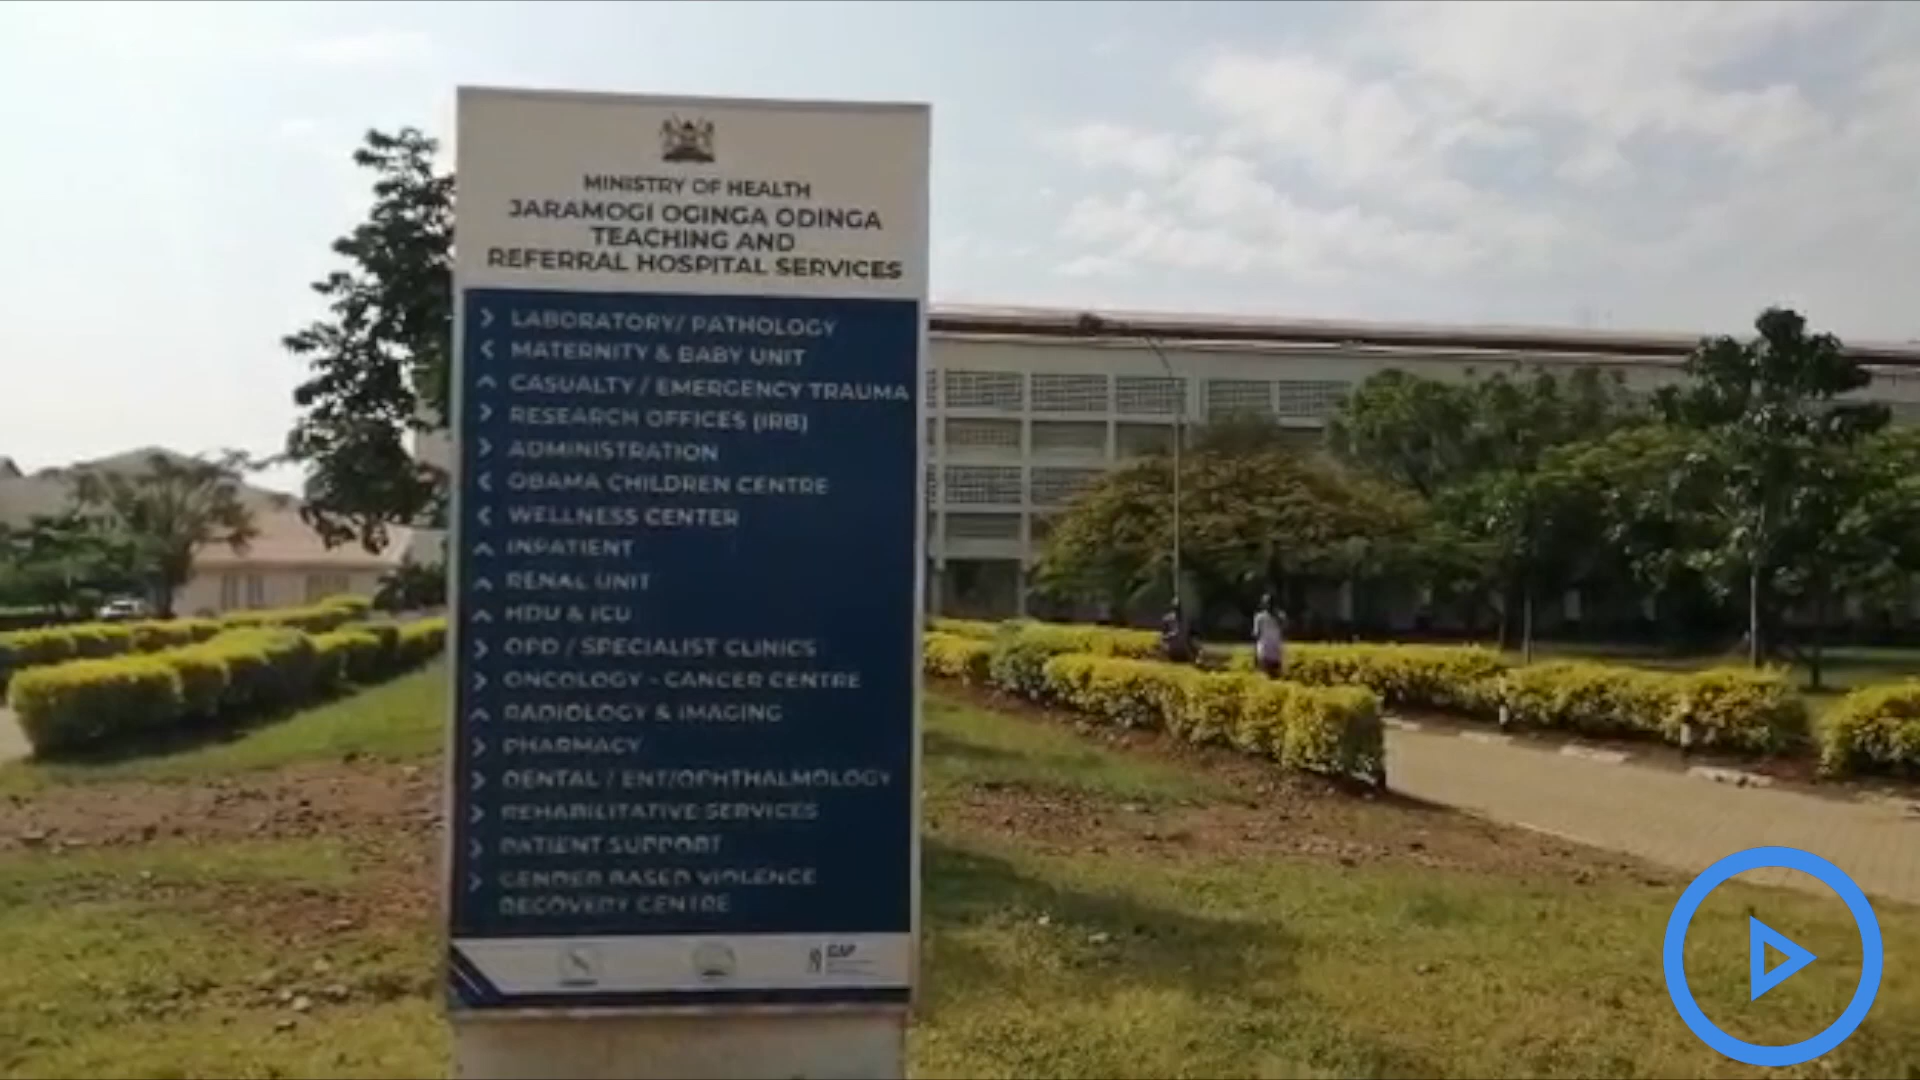 MINISTRY OF HEALTH
JARAMOGI OGINGA ODINGA
TEACHING AND
REFERRAL HOSPITAL SERVICES
> LABORATORY/ PATHOLOGY
< MATERNITY & BABY UNIT
^ CASUALTY / EMERGENCY TRAUMA
> RESEARCH OFFICES (IRB)
> ADMINISTRATION
< OBAMA CHILDREN CENTRE
< WELLNESS CENTER
^ INPATIENT
^ RENAL UNIT
^ HDU & ICU
> OPD / SPECIALIST CLINICS
> ONCOLOGY - CANCER CENTRE
^ RADIOLOGY & IMAGING
> PHARMACY
> DENTAL / ENT/OPHTHALMOLOGY
> REHABILITATIVE SERVICES
> PATIENT SUPPORT
> GENDER BASED VIOLENCE
RECOVERY CENTRE